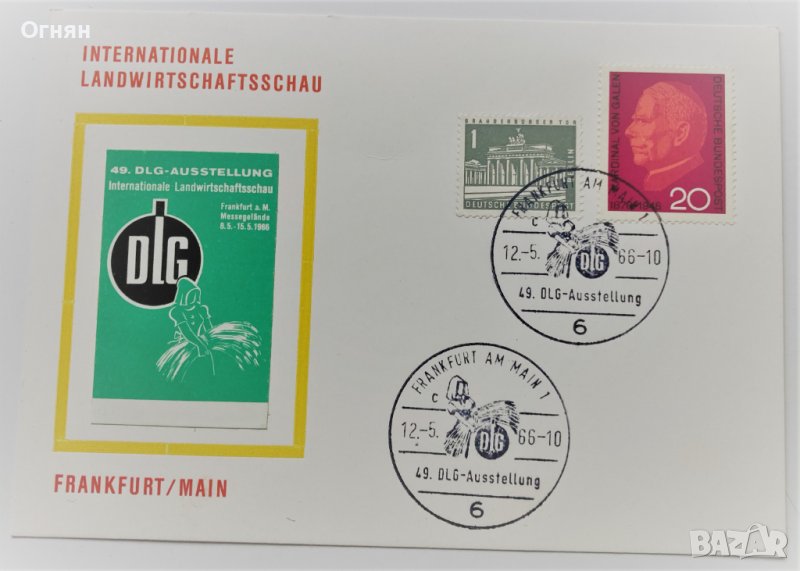 Огнян
INTERNATIONALE
LANDWIRTSCHAFTSSCHAU
49. DLG-AUSSTELLUNG
Internationale Landwirtschaftsschau
Frankfurt a. M.
Messegelände
8.5.-15.5.1966
DLG
FRANKFURT/MAIN
BRANDENBURGER TOR
1
BERLIN
DEUTSCHE BUNDESPOST
KARDINAL VON GALEN
DEUTSCHE BUNDESPOST
1878-1946
20
FRANKFURT AM MAIN 1
c
12.-5. 66-10
DLG
49. DLG-Ausstellung
6
FRANKFURT AM MAIN 1
c
12.-5. 66-10
DLG
49. DLG-Ausstellung
6
BAZAR